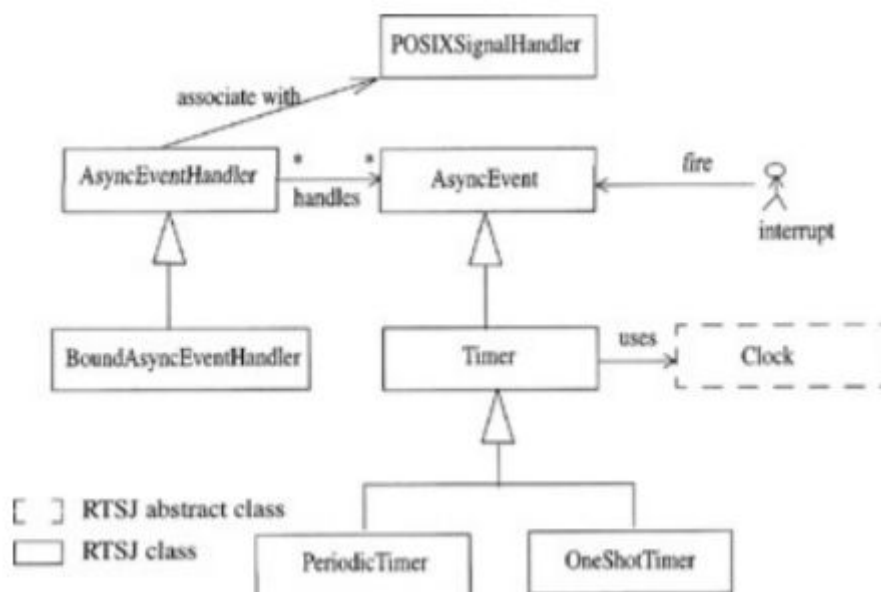 POSIXSignalHandler
associate with
AsyncEventHandler
*
*
handles
AsyncEvent
fire
interrupt
BoundAsyncEventHandler
Timer
uses
Clock
RTSJ abstract class
RTSJ class
PeriodicTimer
OneShotTimer